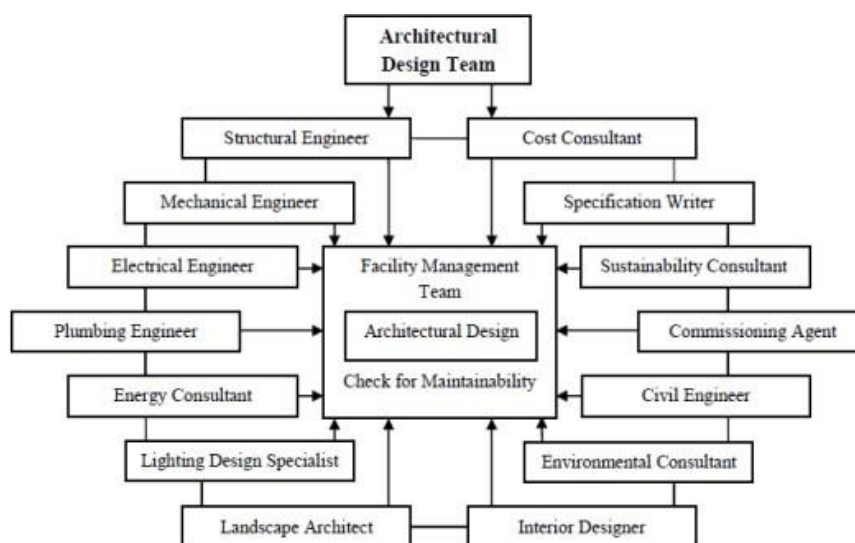 Architectural
Design Team
Structural Engineer
Cost Consultant
Mechanical Engineer
Specification Writer
Electrical Engineer
Facility Management
Team
Sustainability Consultant
Plumbing Engineer
Architectural Design
Commissioning Agent
Energy Consultant
Check for Maintainability
Civil Engineer
Lighting Design Specialist
Environmental Consultant
Landscape Architect
Interior Designer